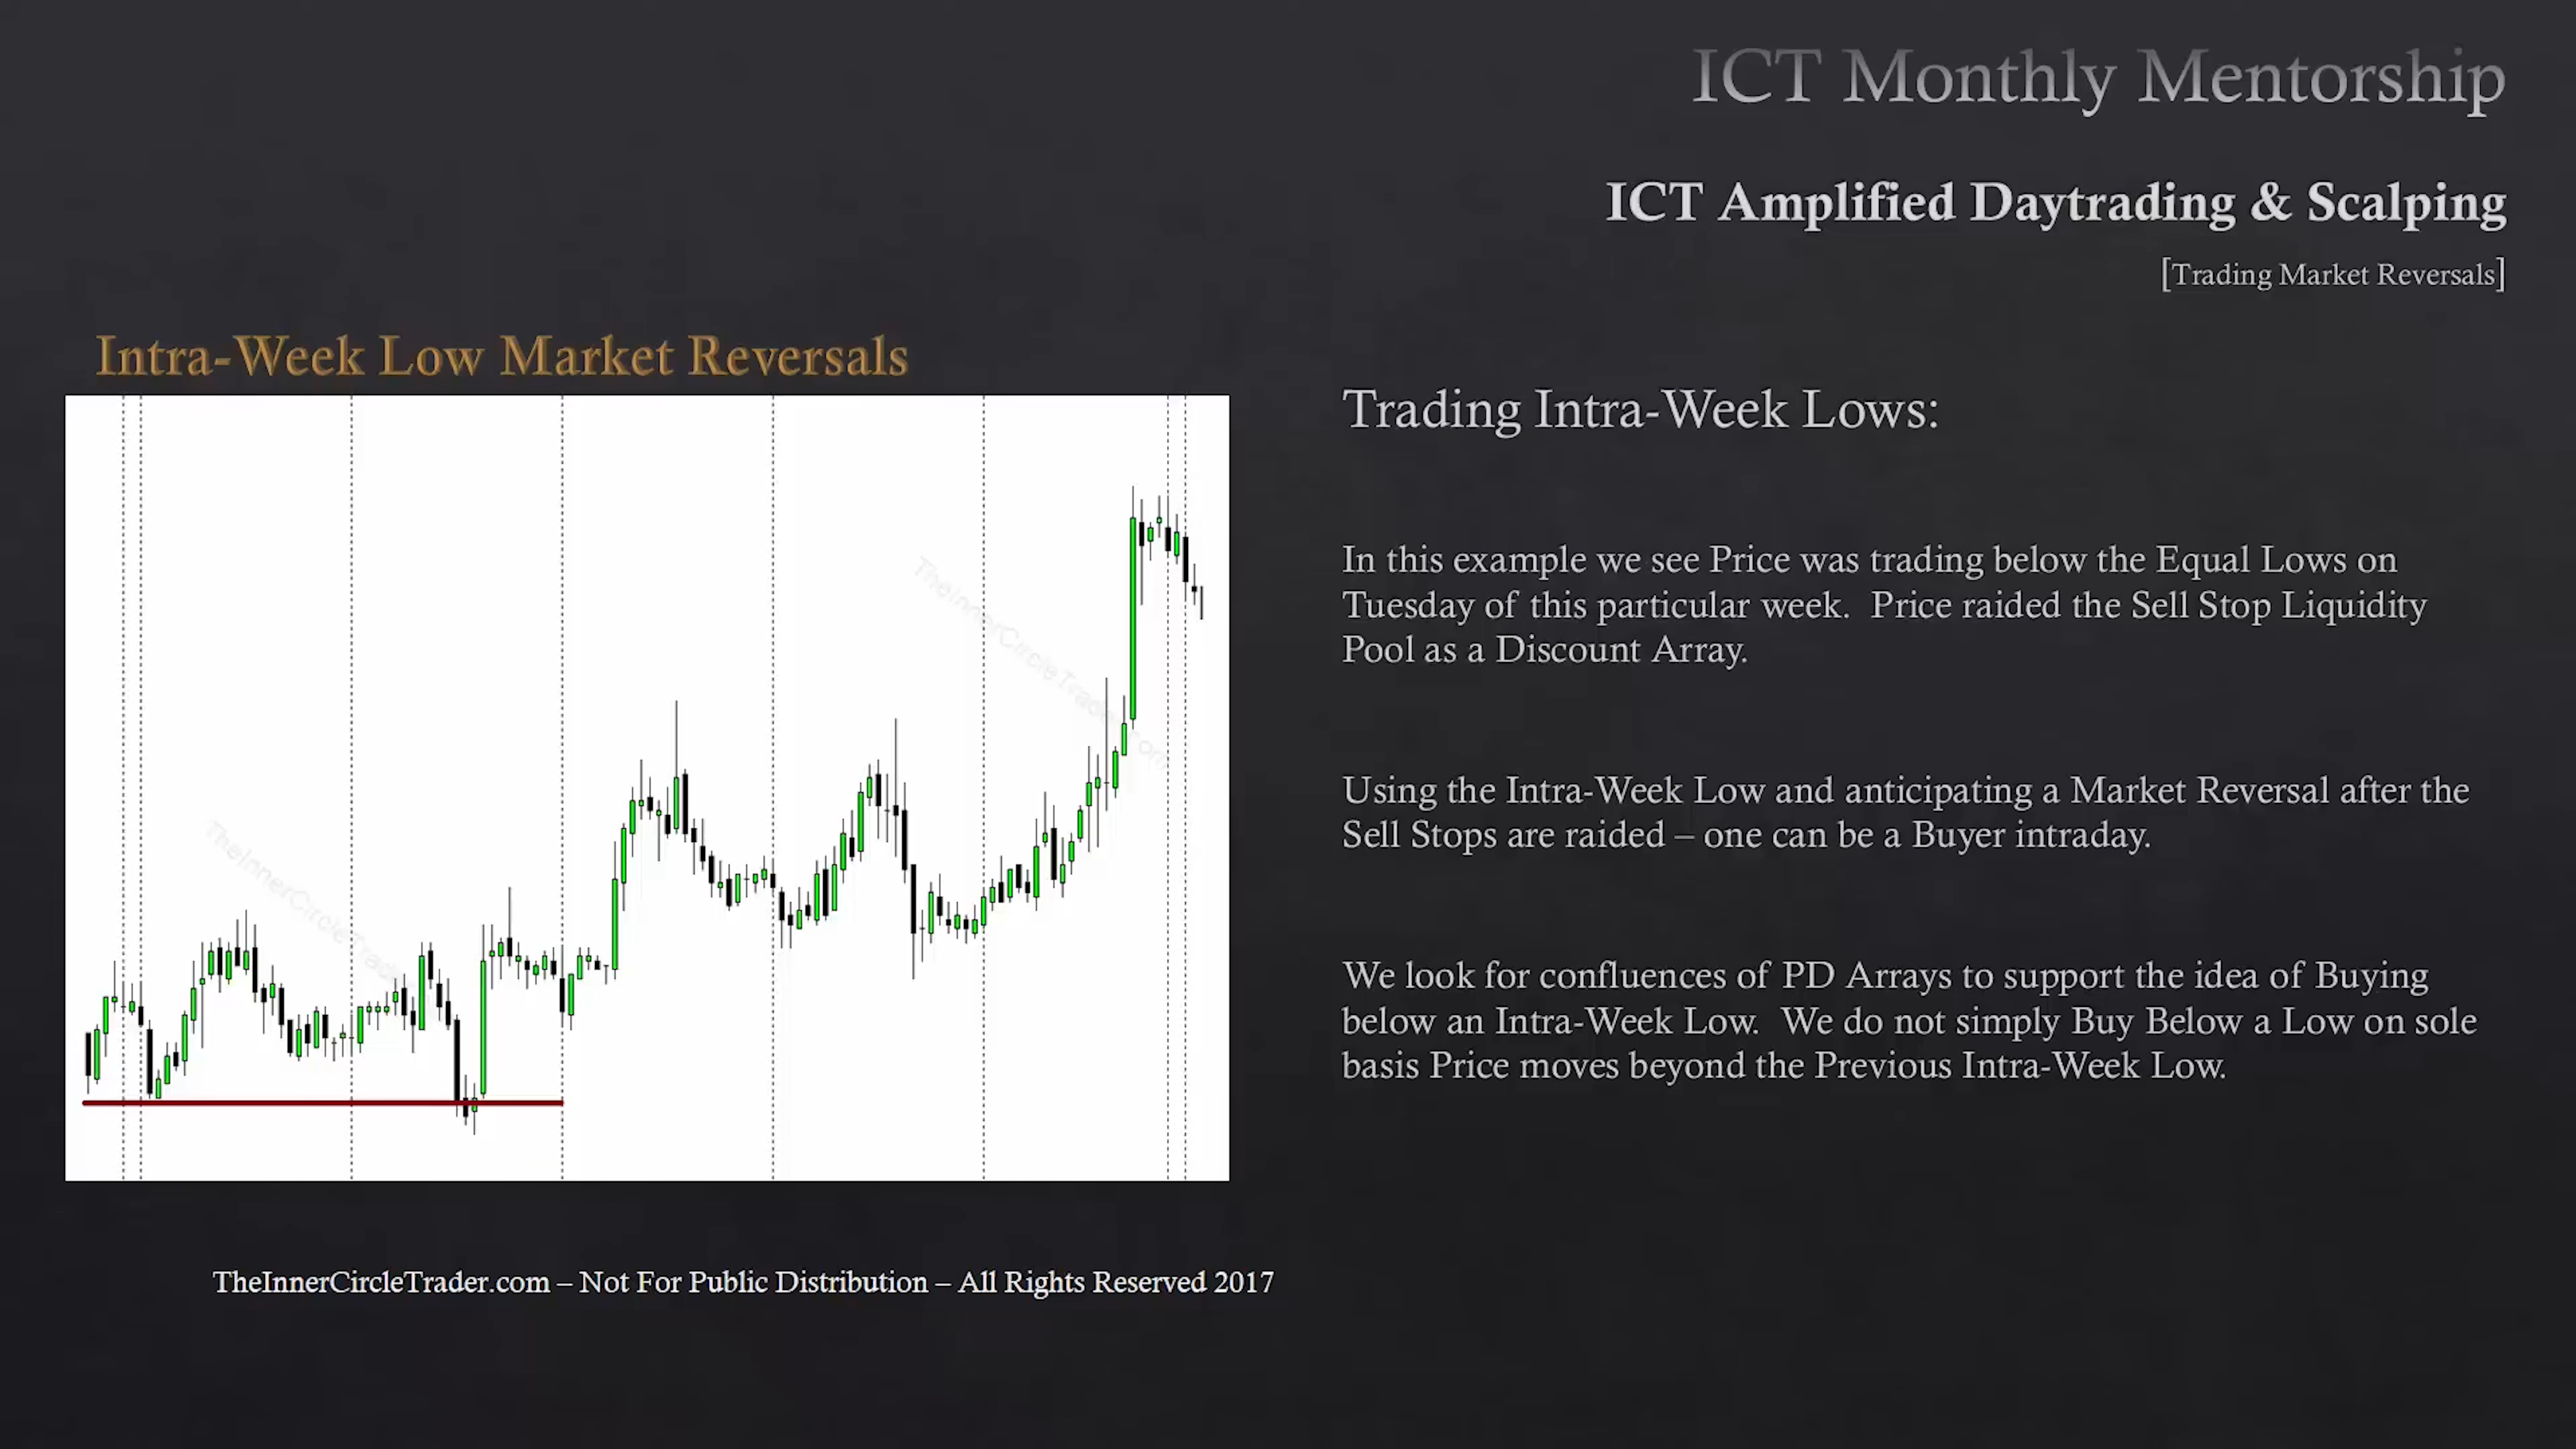 ICT Monthly Mentorship
ICT Amplified Daytrading & Scalping
[Trading Market Reversals]
Intra-Week Low Market Reversals
Trading Intra-Week Lows:
In this example we see Price was trading below the Equal Lows on
Tuesday of this particular week.  Price raided the Sell Stop Liquidity
Pool as a Discount Array.
Using the Intra-Week Low and anticipating a Market Reversal after the
Sell Stops are raided – one can be a Buyer intraday.
We look for confluences of PD Arrays to support the idea of Buying
below an Intra-Week Low.  We do not simply Buy Below a Low on sole
basis Price moves beyond the Previous Intra-Week Low.
TheInnerCircleTrader.com
TheInnerCircleTrader.com – Not For Public Distribution – All Rights Reserved 2017